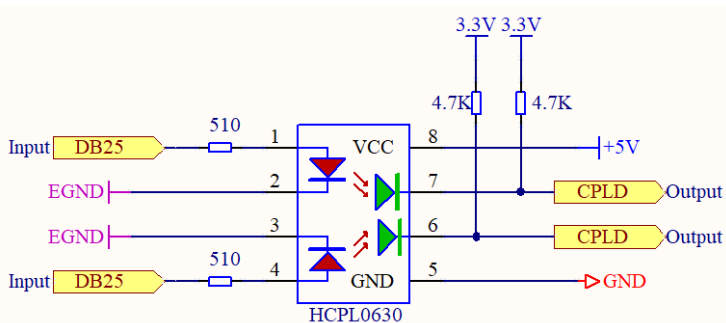 3.3V 3.3V
4.7K 4.7K
510
Input DB25 1 VCC 8 +5V
EGND 2 7 CPLD Output
EGND 3 6 CPLD Output
510
Input DB25 4 GND 5 GND
HCPL0630